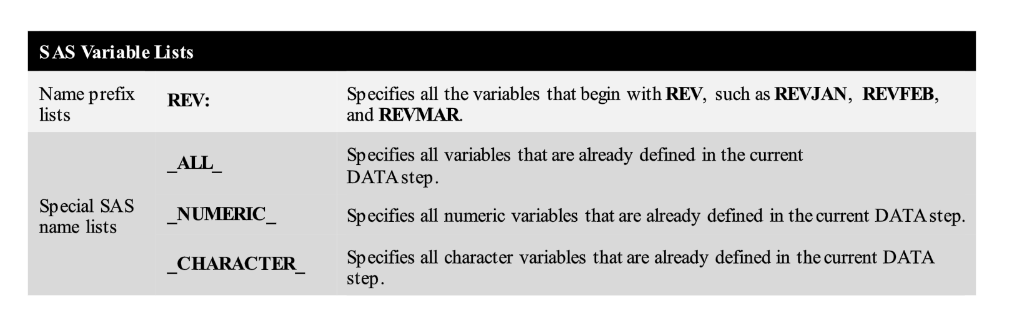 SAS Variable Lists
Name prefix
lists
REV:
Specifies all the variables that begin with REV, such as REVJAN, REVFEB,
and REVMAR.
Special SAS
name lists
_ALL_
Specifies all variables that are already defined in the current
DATA step.
_NUMERIC_
Specifies all numeric variables that are already defined in the current DATA step.
_CHARACTER_
Specifies all character variables that are already defined in the current DATA
step.